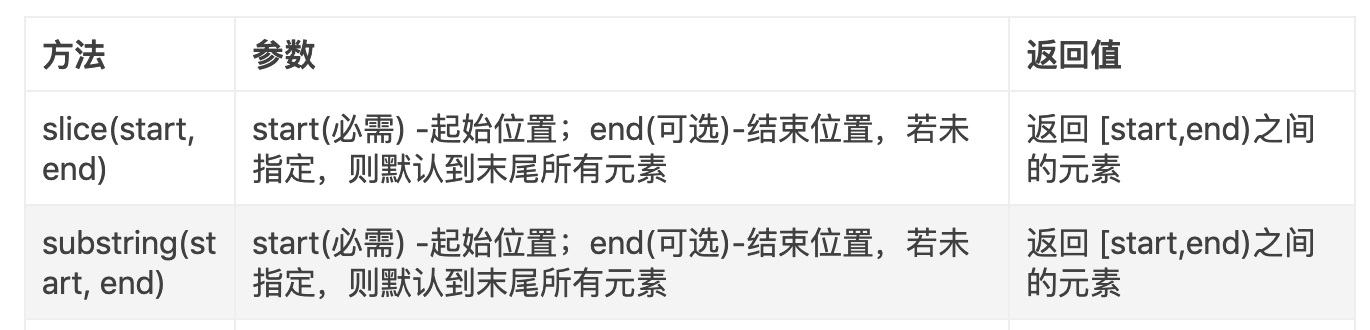 方法
参数
返回值
slice(start,
end)
start(必需) -起始位置；end(可选)-结束位置，若未
指定，则默认到末尾所有元素
返回 [start,end)之间
的元素
substring(st
art, end)
start(必需) -起始位置；end(可选)-结束位置，若未
指定，则默认到末尾所有元素
返回 [start,end)之间
的元素